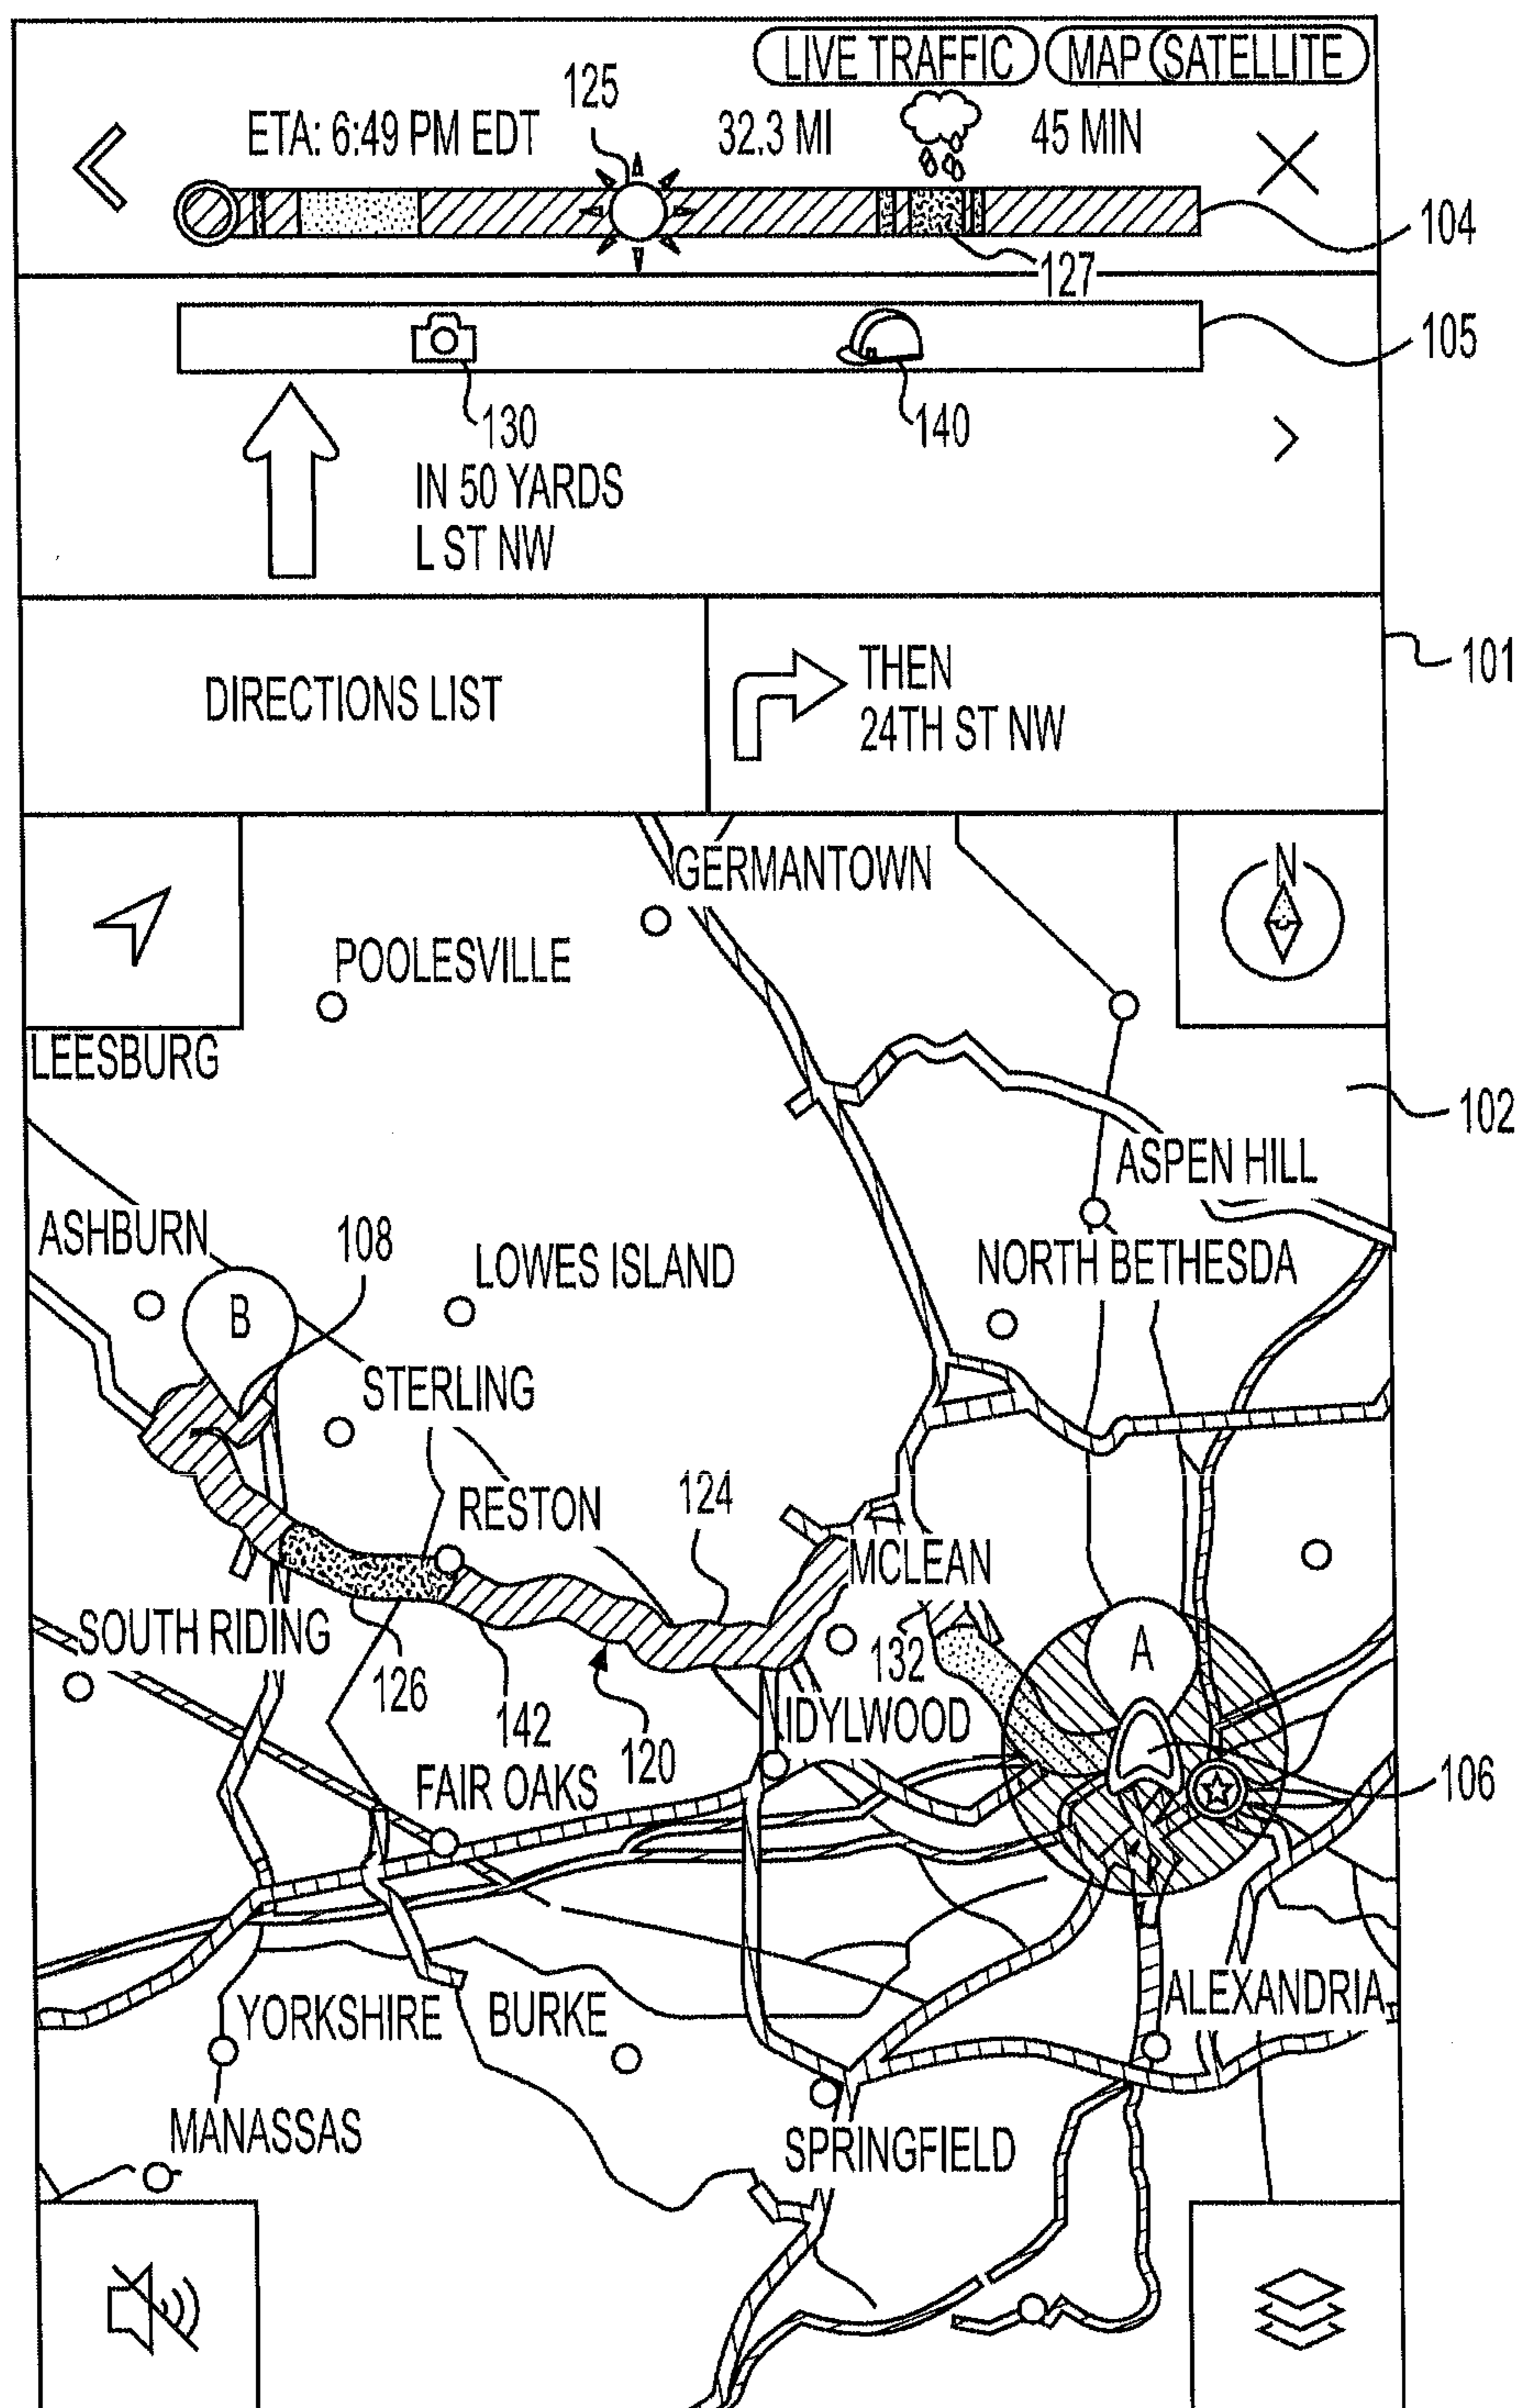 LIVE TRAFFIC
MAP SATELLITE
125
ETA: 6:49 PM EDT
32.3 MI
45 MIN
104
127
105
130
140
IN 50 YARDS
L ST NW
101
DIRECTIONS LIST
THEN
24TH ST NW
GERMANTOWN
N
POOLESVILLE
LEESBURG
102
ASPEN HILL
ASHBURN
108
LOWES ISLAND
NORTH BETHESDA
B
STERLING
124
RESTON
MCLEAN
SOUTH RIDING
126
132
A
142
IDYLWOOD
120
FAIR OAKS
106
ALEXANDRIA
YORKSHIRE
BURKE
MANASSAS
SPRINGFIELD